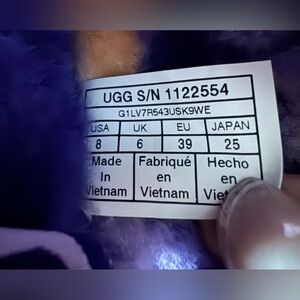 UGG S/N 1122554
G1LV7R543USK9WE
USA UK EU JAPAN
8 6 39 25
Made Fabriqué Hecho
In en en
Vietnam Vietnam